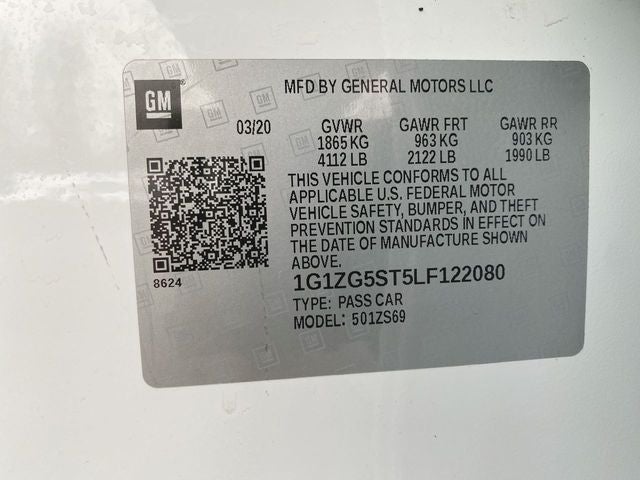 GM
MFD BY GENERAL MOTORS LLC
03/20 GVWR GAWR FRT GAWR RR
1865 KG 963 KG 903 KG
4112 LB 2122 LB 1990 LB
THIS VEHICLE CONFORMS TO ALL
APPLICABLE U.S. FEDERAL MOTOR
VEHICLE SAFETY, BUMPER, AND THEFT
PREVENTION STANDARDS IN EFFECT ON
THE DATE OF MANUFACTURE SHOWN
ABOVE.
8624
1G1ZG5ST5LF122080
TYPE: PASS CAR
MODEL: 501ZS69